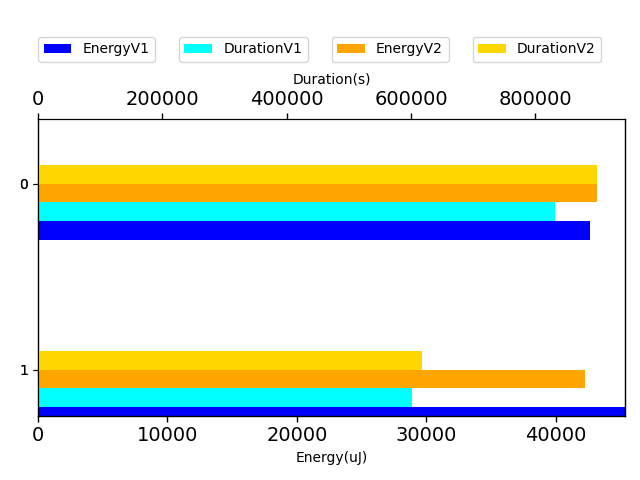 EnergyV1 DurationV1 EnergyV2 DurationV2
Duration(s)
0 200000 400000 600000 800000
0
1
0 10000 20000 30000 40000
Energy(uJ)